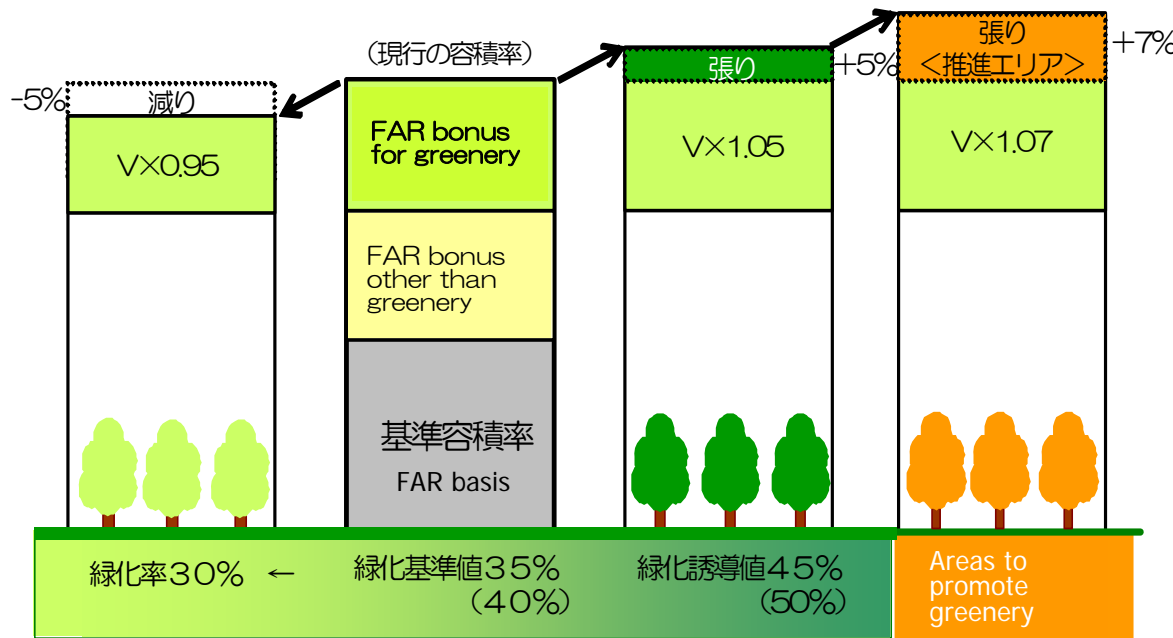 -5%
減り
V×0.95
(現行の容積率)
FAR bonus
for greenery
FAR bonus
other than
greenery
基準容積率
FAR basis
張り
+5%
V×1.05
張り
<推進エリア>
+7%
V×1.07
緑化率30% ←
緑化基準値35%
(40%)
緑化誘導値45%
(50%)
Areas to
promote
greenery